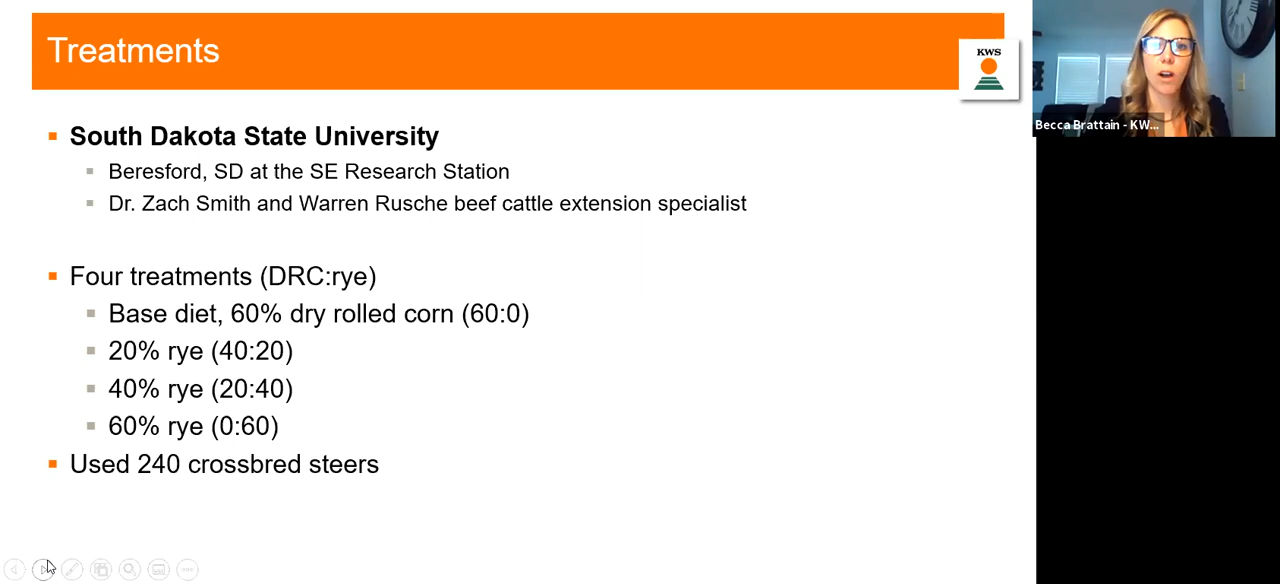 Treatments
KWS
South Dakota State University
Beresford, SD at the SE Research Station
Dr. Zach Smith and Warren Rusche beef cattle extension specialist
Four treatments (DRC:rye)
Base diet, 60% dry rolled corn (60:0)
20% rye (40:20)
40% rye (20:40)
60% rye (0:60)
Used 240 crossbred steers
Becca Brattain - KW...